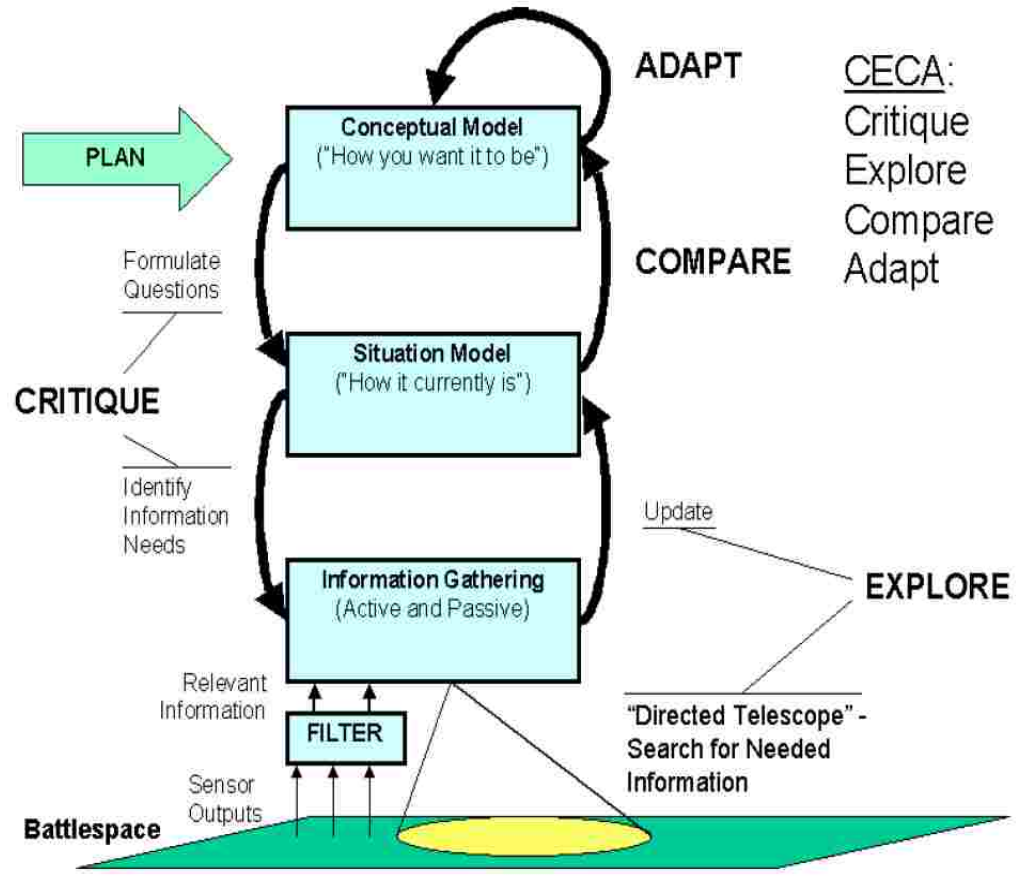 ADAPT
CECA:
Critique
Explore
Compare
Adapt
Conceptual Model
("How you want it to be")
PLAN
COMPARE
Formulate
Questions
CRITIQUE
Identify
Information
Needs
Situation Model
("How it currently is")
Update
EXPLORE
Information Gathering
(Active and Passive)
Relevant
Information
FILTER
"Directed Telescope" -
Search for Needed
Information
Sensor
Outputs
Battlespace